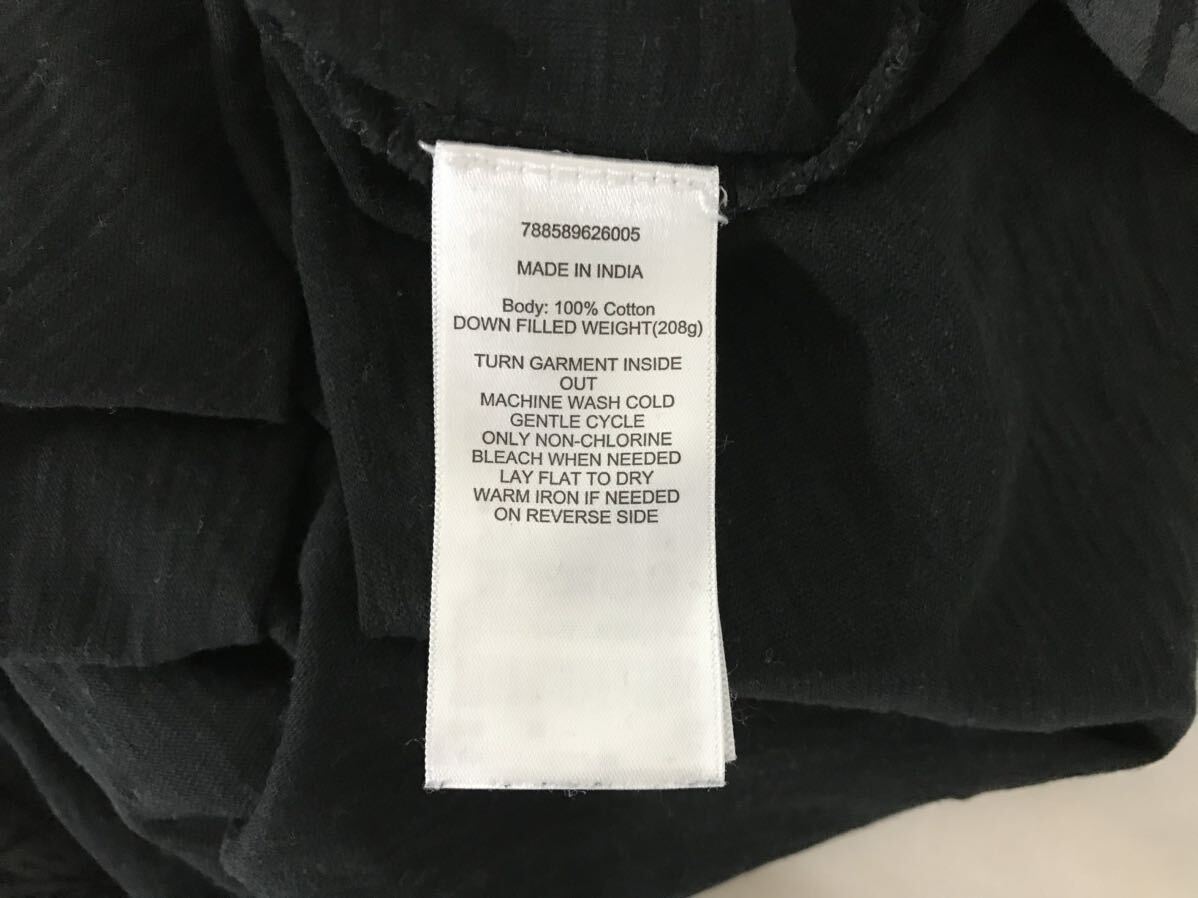 788589626005
MADE IN INDIA
Body: 100% Cotton
DOWN FILLED WEIGHT(208g)
TURN GARMENT INSIDE
OUT
MACHINE WASH COLD
GENTLE CYCLE
ONLY NON-CHLORINE
BLEACH WHEN NEEDED
LAY FLAT TO DRY
WARM IRON IF NEEDED
ON REVERSE SIDE